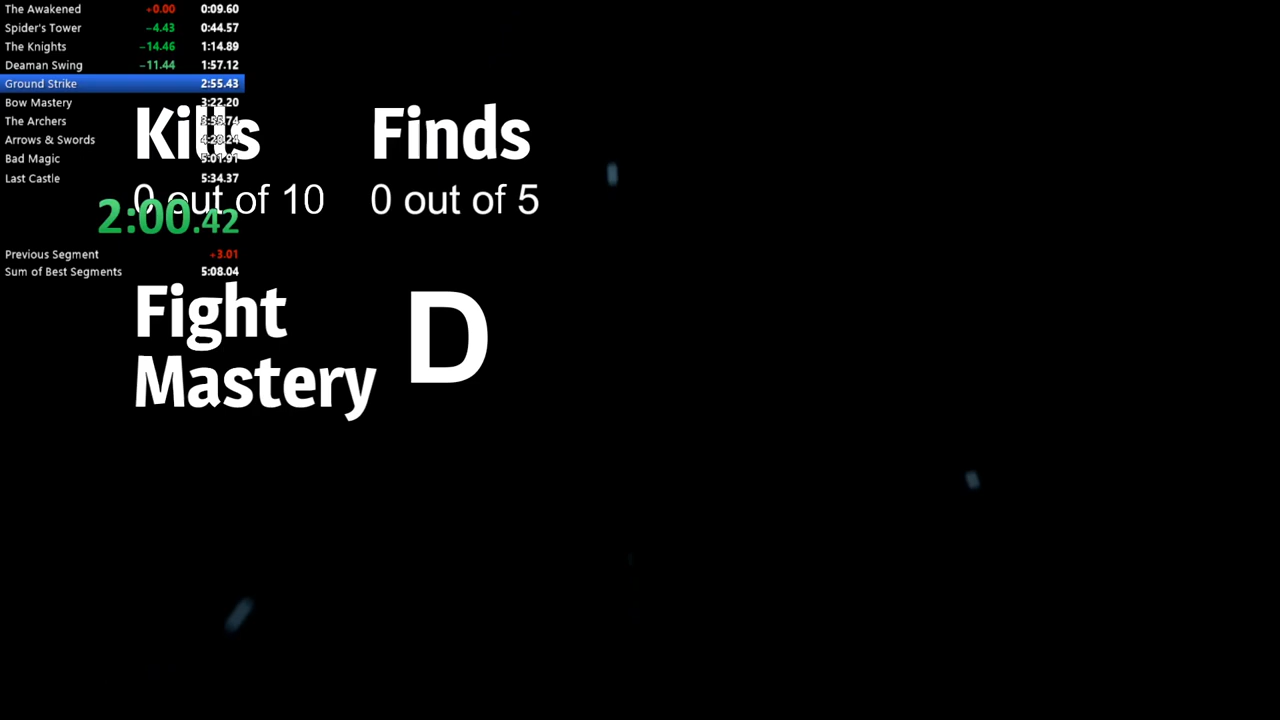 The Awakened +0.00 0:09.60
Spider's Tower −4.43 0:44.57
The Knights −14.46 1:14.89
Deaman Swing −11.44 1:57.12
Ground Strike 2:55.43
Bow Mastery 3:22.20
The Archers
Arrows & Swords
Bad Magic 5:01.91
Last Castle 5:34.37
Kills Finds
0 out of 10 0 out of 5
2:00.42
Previous Segment +3.01
Sum of Best Segments 5:08.04
Fight
Mastery
D